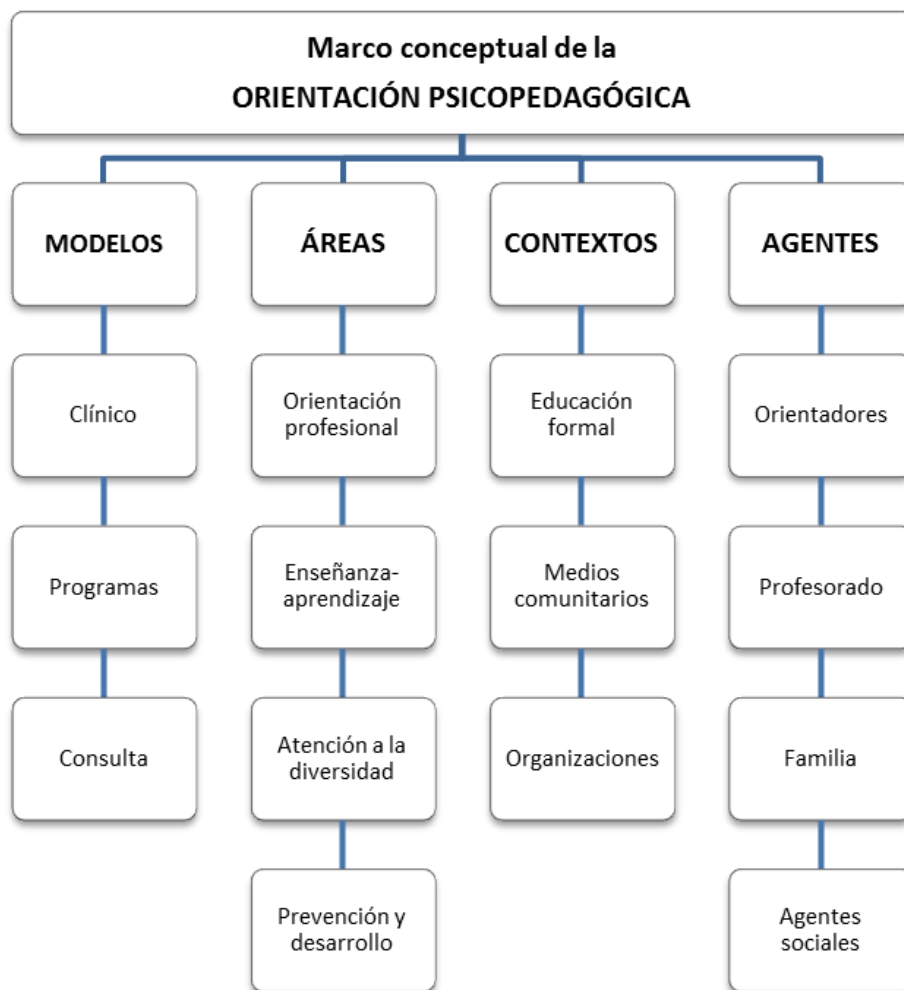 Marco conceptual de la
ORIENTACIÓN PSICOPEDAGÓGICA
MODELOS
ÁREAS
CONTEXTOS
AGENTES
Clínico
Orientación
profesional
Educación
formal
Orientadores
Programas
Enseñanza-
aprendizaje
Medios
comunitarios
Profesorado
Consulta
Atención a la
diversidad
Organizaciones
Familia
Prevención y
desarrollo
Agentes
sociales